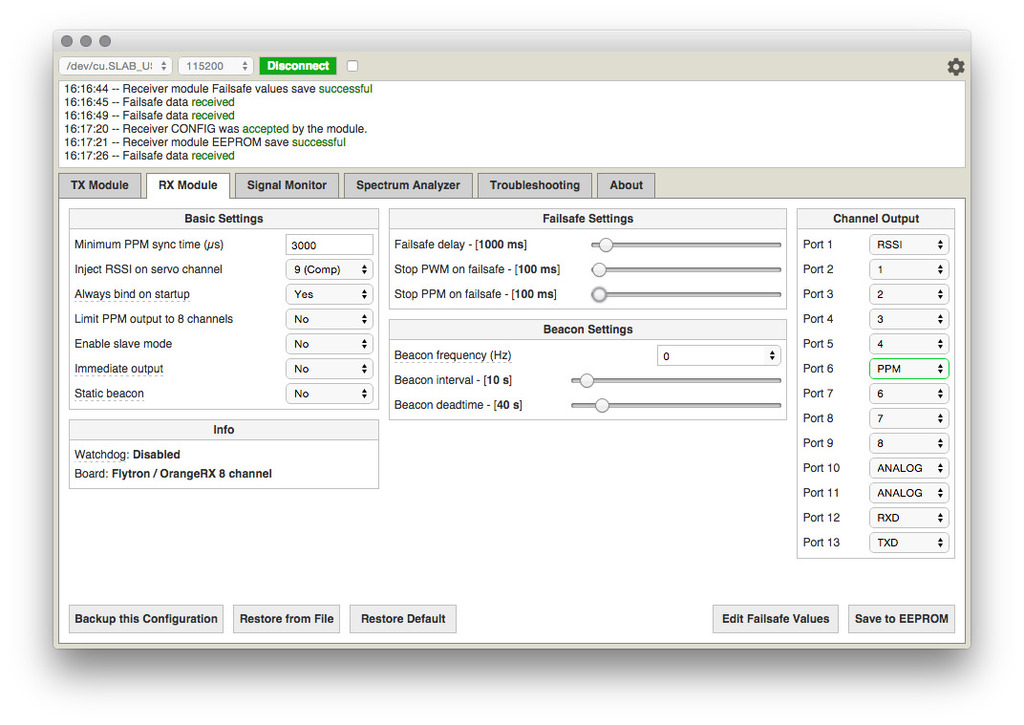 /dev/cu.SLAB_US 115200 Disconnect
16:16:44 -- Receiver module Failsafe values save successful
16:16:45 -- Failsafe data received
16:16:49 -- Failsafe data received
16:17:20 -- Receiver CONFIG was accepted by the module.
16:17:21 -- Receiver module EEPROM save successful
16:17:26 -- Failsafe data received
TX Module RX Module Signal Monitor Spectrum Analyzer Troubleshooting About
Basic Settings
Minimum PPM sync time (µs) 3000
Inject RSSI on servo channel 9 (Comp)
Always bind on startup Yes
Limit PPM output to 8 channels No
Enable slave mode No
Immediate output No
Static beacon No
Info
Watchdog: Disabled
Board: Flytron / OrangeRX 8 channel
Failsafe Settings
Failsafe delay - [1000 ms]
Stop PWM on failsafe - [100 ms]
Stop PPM on failsafe - [100 ms]
Beacon Settings
Beacon frequency (Hz) 0
Beacon interval - [10 s]
Beacon deadtime - [40 s]
Channel Output
Port 1 RSSI
Port 2 1
Port 3 2
Port 4 3
Port 5 4
Port 6 PPM
Port 7 6
Port 8 7
Port 9 8
Port 10 ANALOG
Port 11 ANALOG
Port 12 RXD
Port 13 TXD
Backup this Configuration Restore from File Restore Default Edit Failsafe Values Save to EEPROM